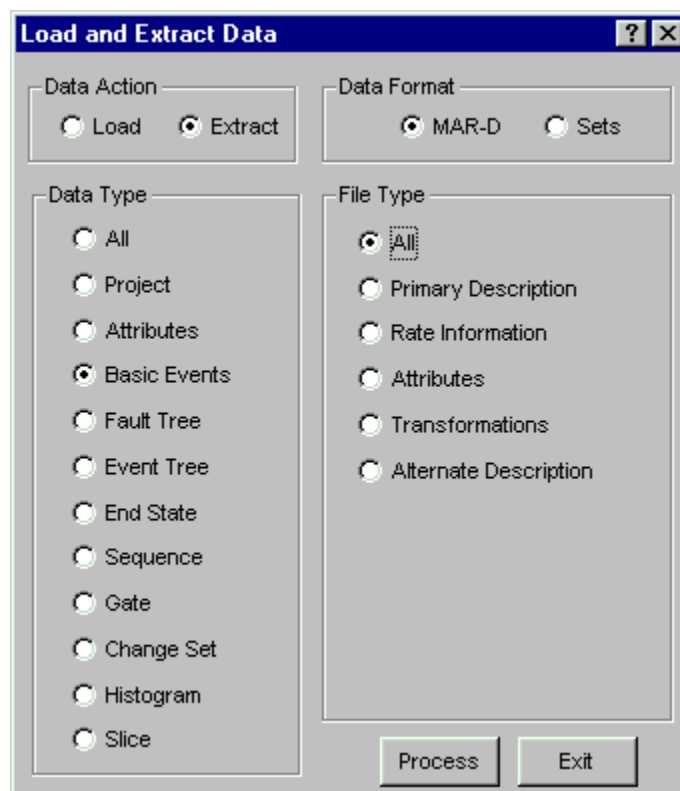 Load and Extract Data
Data Action
Load
Extract
Data Format
MAR-D
Sets
Data Type
All
Project
Attributes
Basic Events
Fault Tree
Event Tree
End State
Sequence
Gate
Change Set
Histogram
Slice
File Type
All
Primary Description
Rate Information
Attributes
Transformations
Alternate Description
Process
Exit